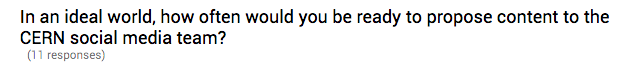 In an ideal world, how often would you be ready to propose content to the
CERN social media team?
(11 responses)